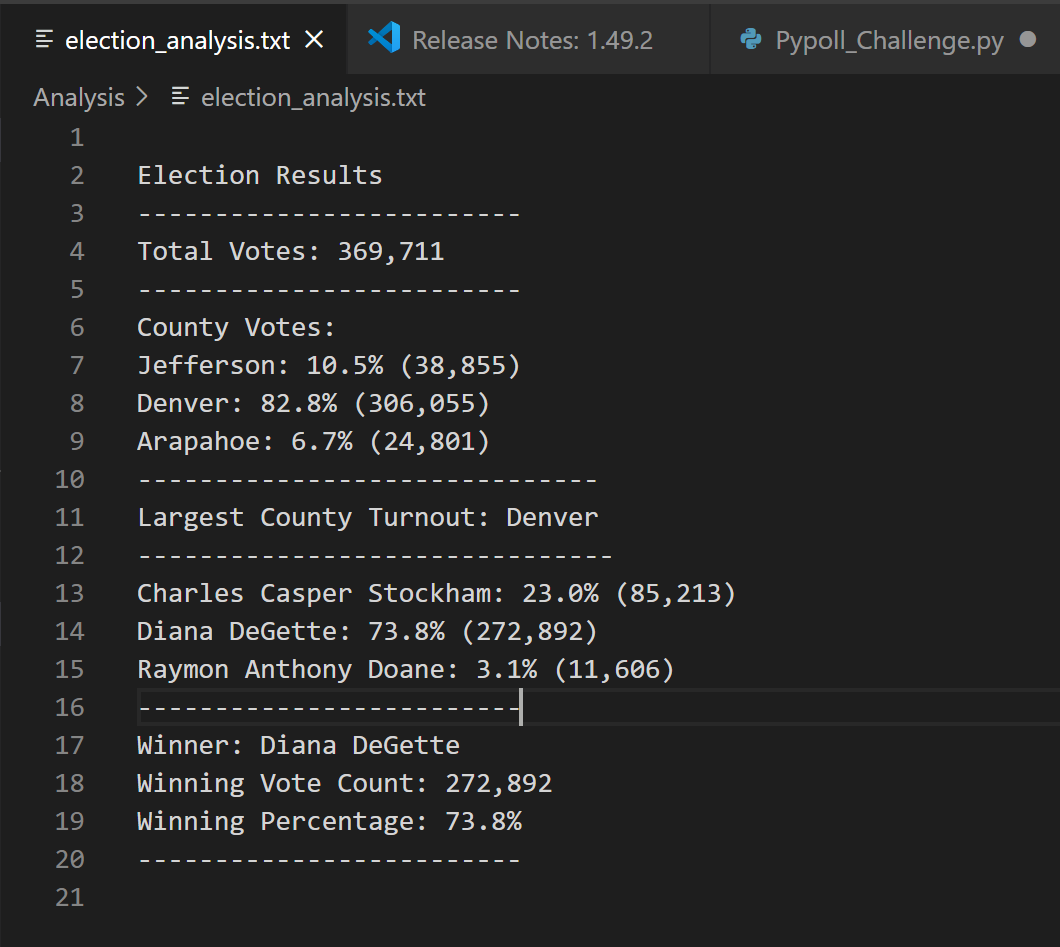 election_analysis.txt Release Notes: 1.49.2 Pypoll_Challenge.py
Analysis > election_analysis.txt
1
2 Election Results
3 -------------------------
4 Total Votes: 369,711
5 -------------------------
6 County Votes:
7 Jefferson: 10.5% (38,855)
8 Denver: 82.8% (306,055)
9 Arapahoe: 6.7% (24,801)
10 ------------------------------
11 Largest County Turnout: Denver
12 -------------------------------
13 Charles Casper Stockham: 23.0% (85,213)
14 Diana DeGette: 73.8% (272,892)
15 Raymon Anthony Doane: 3.1% (11,606)
16 -------------------------
17 Winner: Diana DeGette
18 Winning Vote Count: 272,892
19 Winning Percentage: 73.8%
20 -------------------------
21